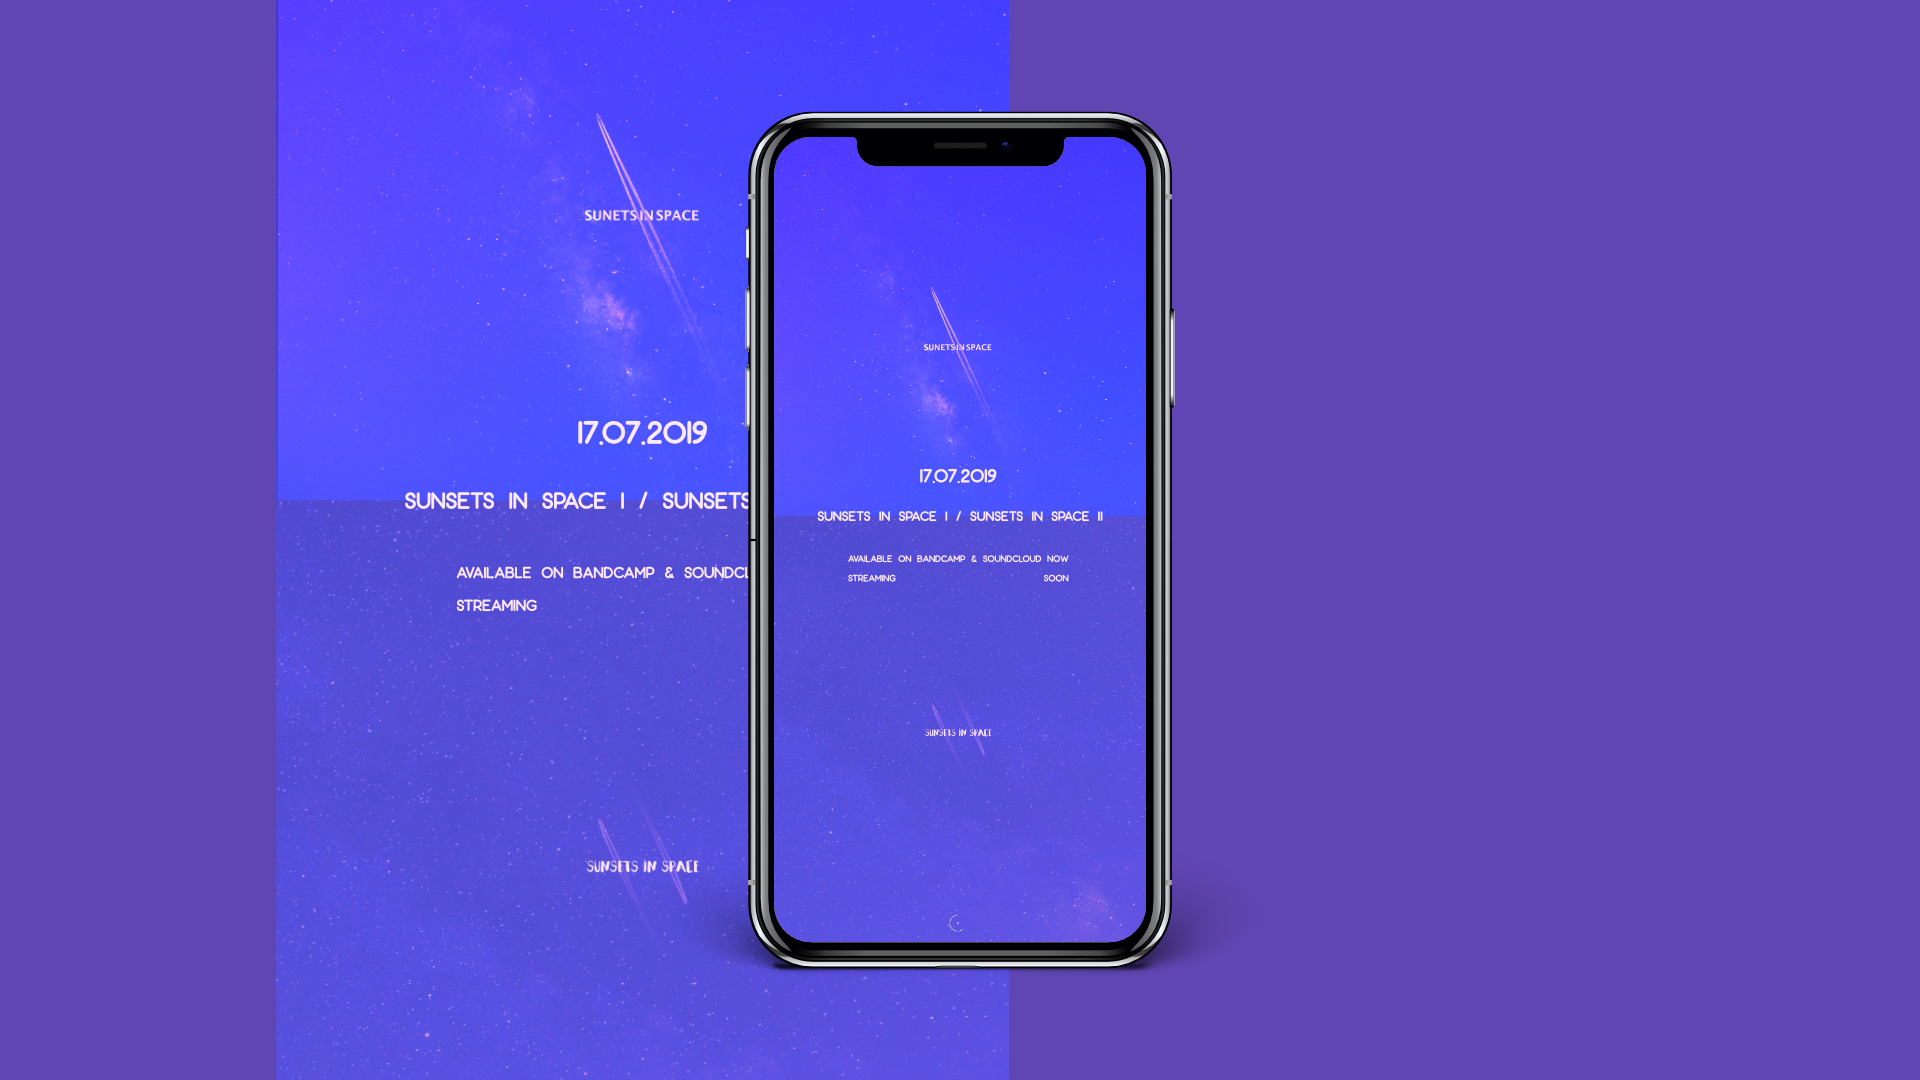 SUNETS IN SPACE
17.07.2019
SUNSETS IN SPACE I / SUNSETS
AVAILABLE ON BANDCAMP & SOUNDCL
STREAMING
SUNSETS IN SPACE
SUNETS IN SPACE
17.07.2019
SUNSETS IN SPACE I / SUNSETS IN SPACE II
AVAILABLE ON BANDCAMP & SOUNDCLOUD NOW
STREAMING SOON
SUNSETS IN SPACE